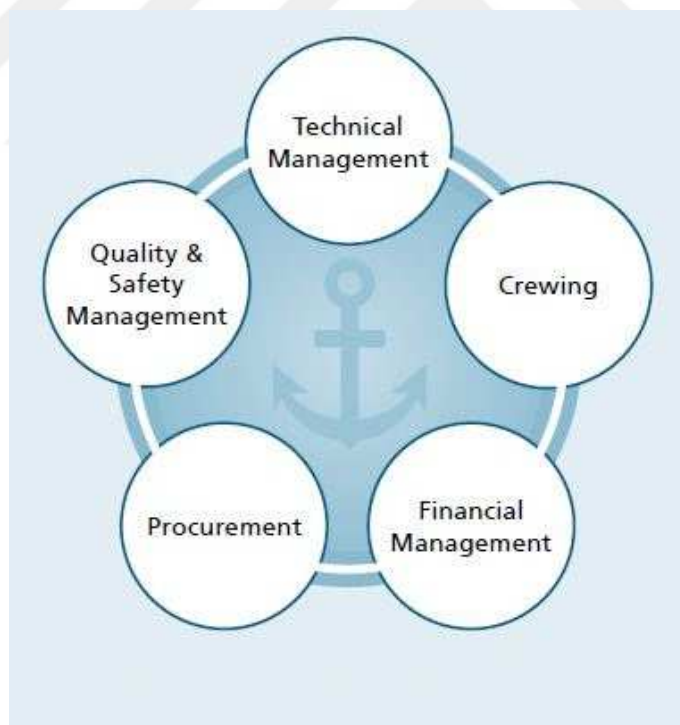 Technical
Management
Quality &
Safety
Management
Crewing
Procurement
Financial
Management